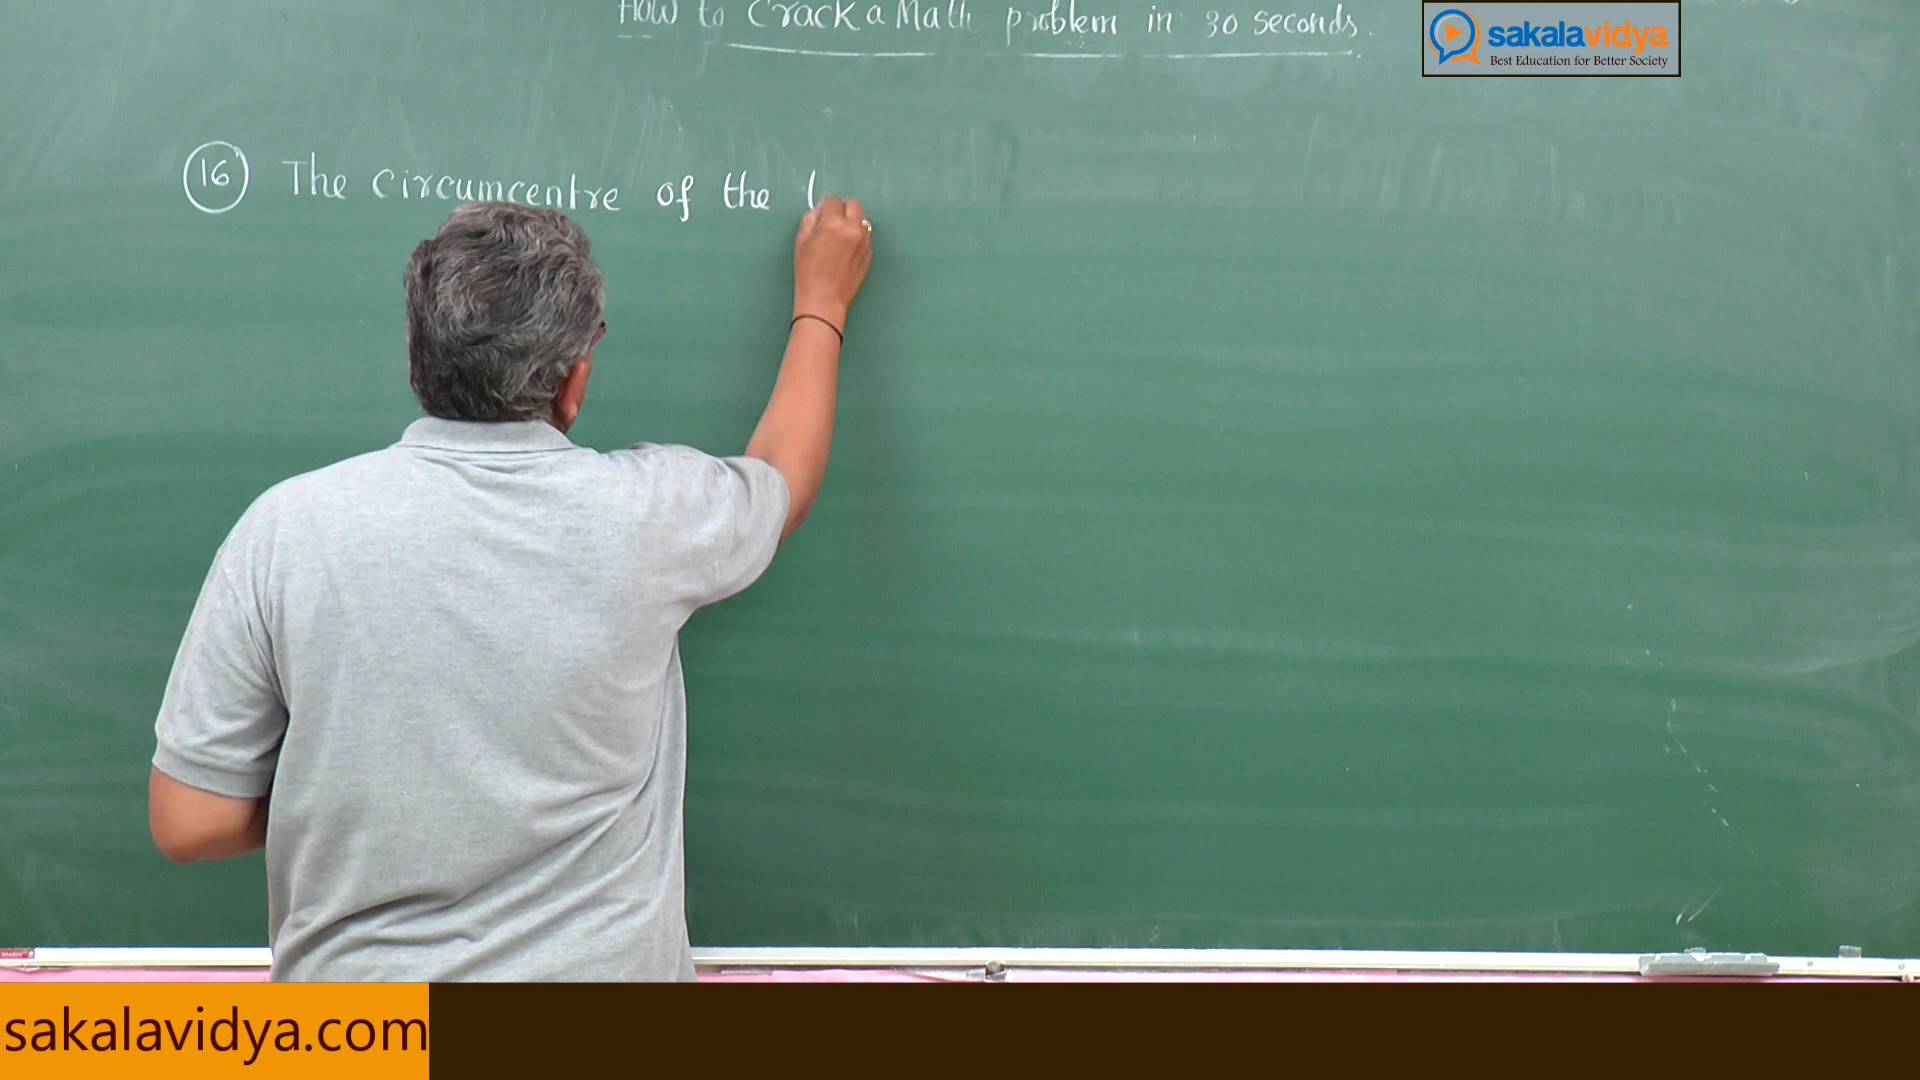 How to Crack a Math problem in 30 seconds.
sakalavidya
Best Education for Better Society
16 The circumcentre of the
sakalavidya.com